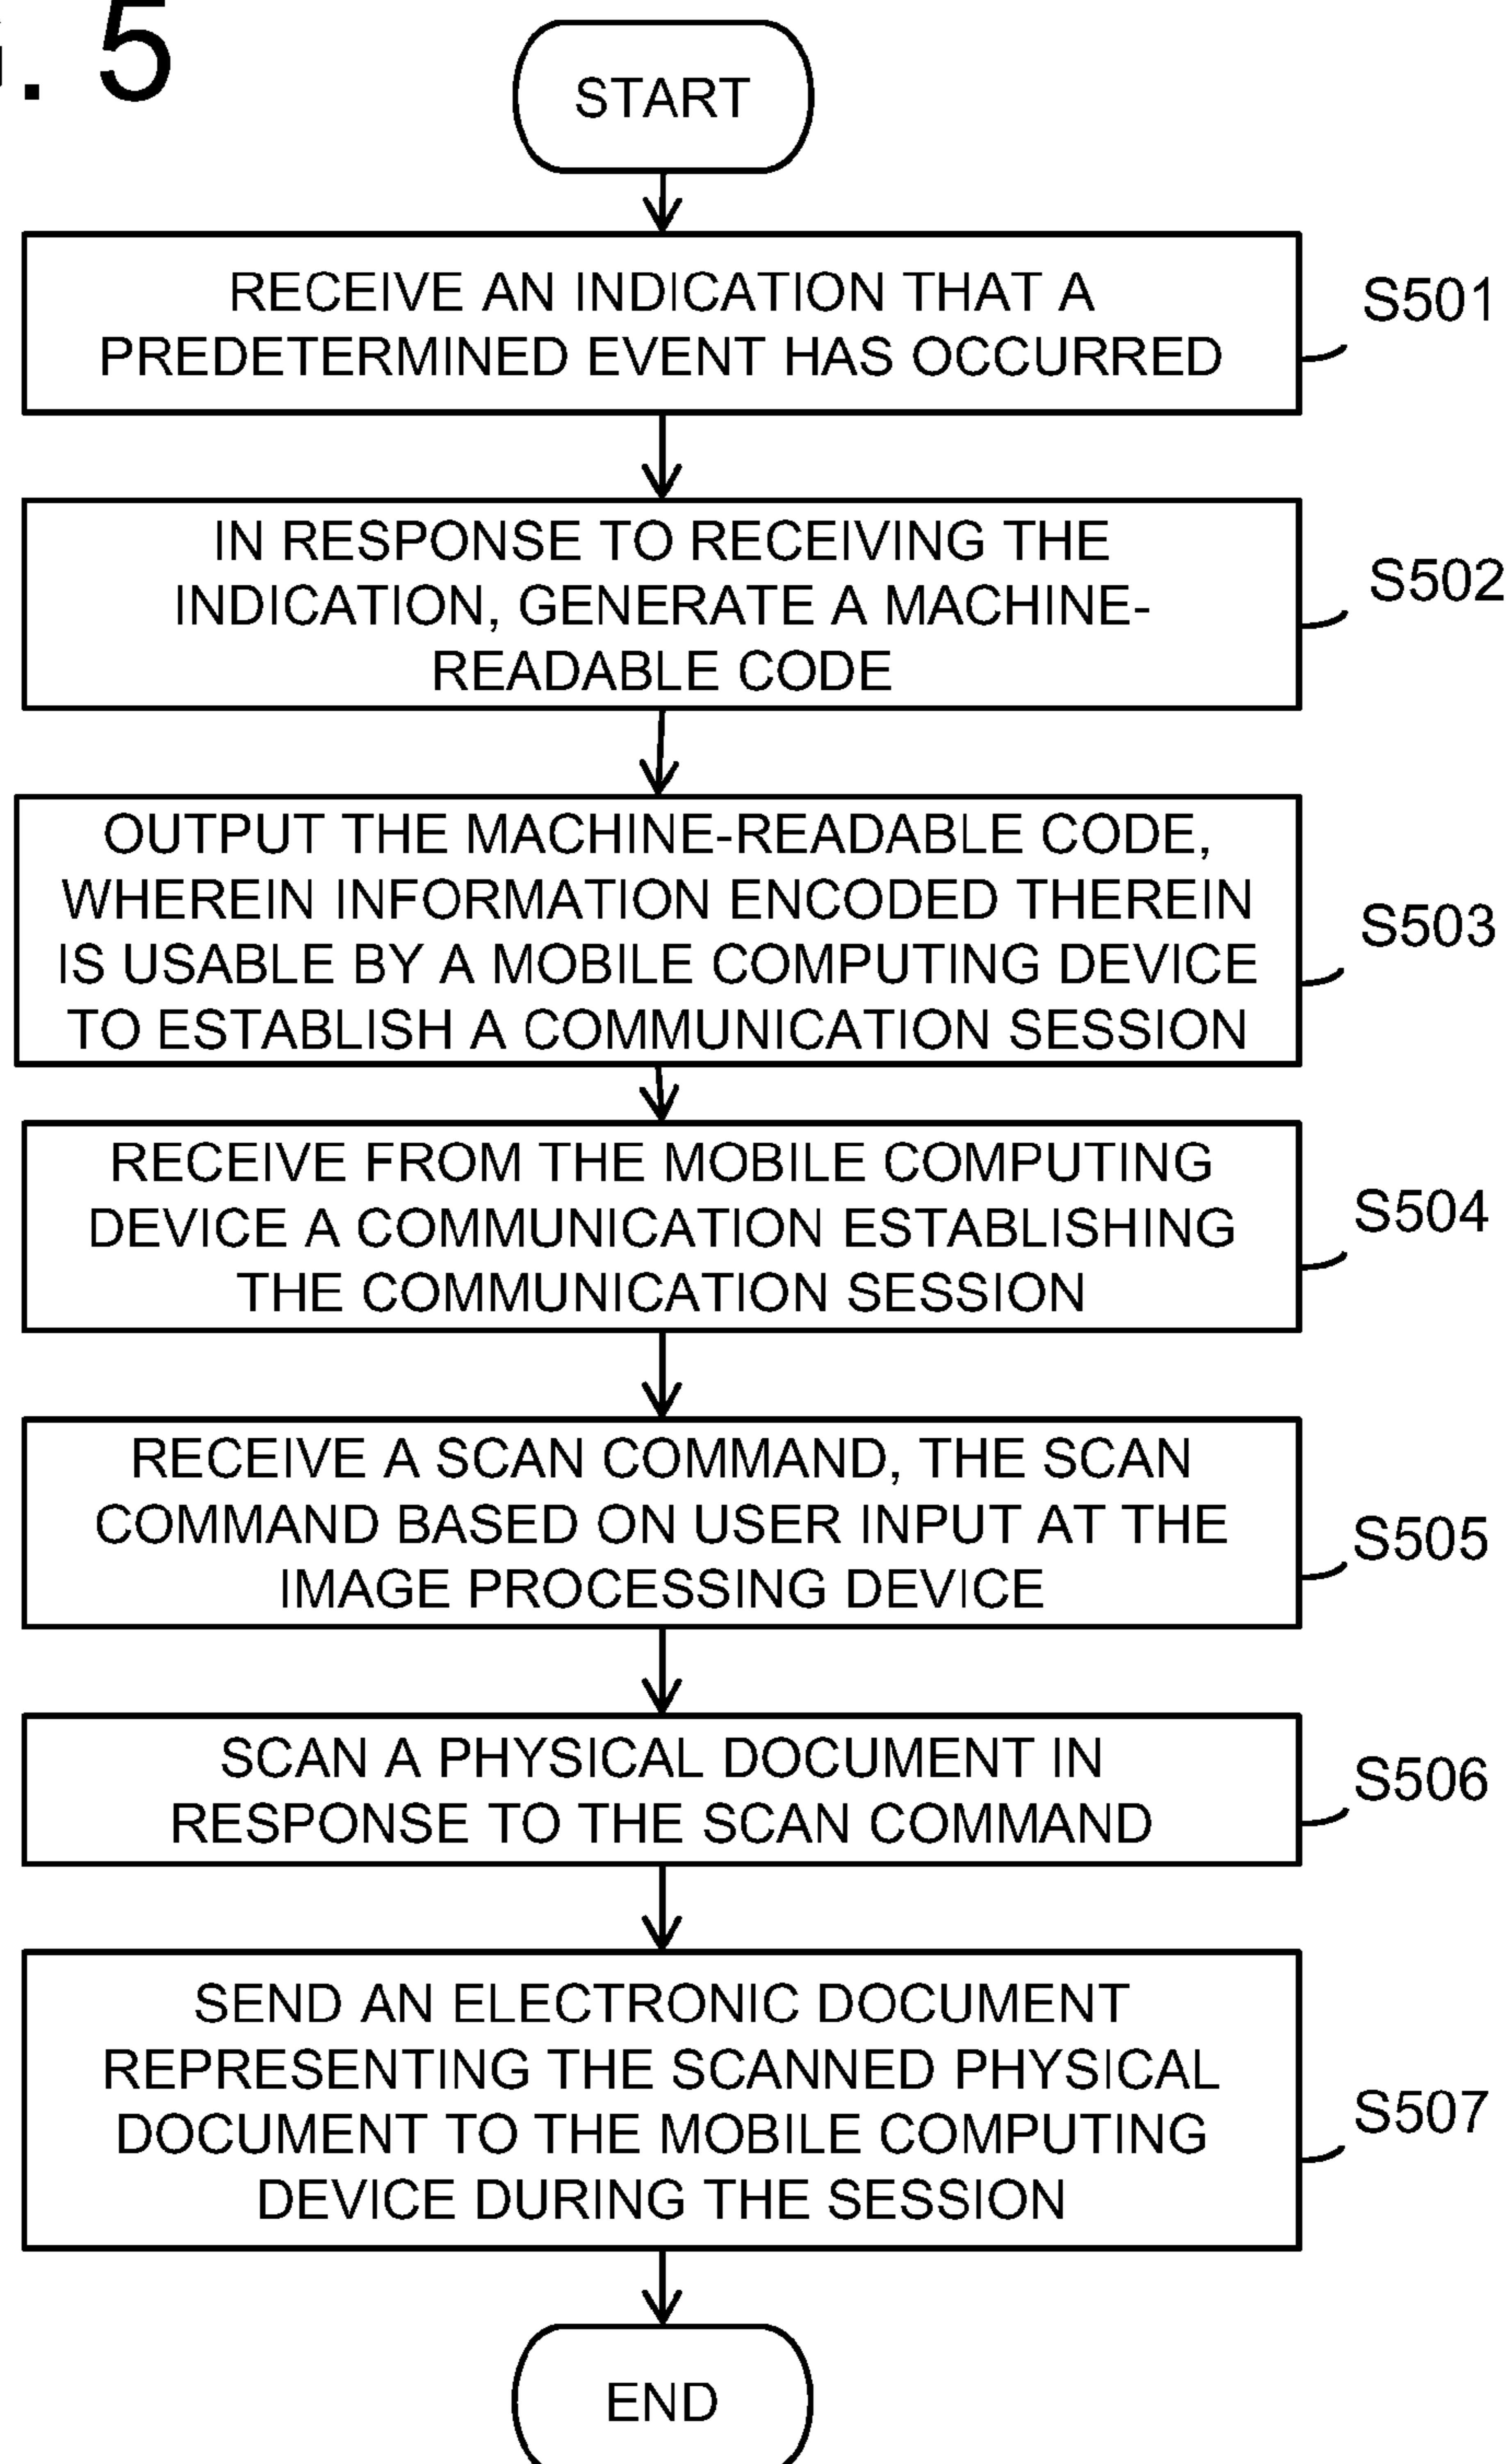 . 5
START
RECEIVE AN INDICATION THAT A
PREDETERMINED EVENT HAS OCCURRED
S501
IN RESPONSE TO RECEIVING THE
INDICATION, GENERATE A MACHINE-
READABLE CODE
S502
OUTPUT THE MACHINE-READABLE CODE,
WHEREIN INFORMATION ENCODED THEREIN
IS USABLE BY A MOBILE COMPUTING DEVICE
TO ESTABLISH A COMMUNICATION SESSION
S503
RECEIVE FROM THE MOBILE COMPUTING
DEVICE A COMMUNICATION ESTABLISHING
THE COMMUNICATION SESSION
S504
RECEIVE A SCAN COMMAND, THE SCAN
COMMAND BASED ON USER INPUT AT THE
IMAGE PROCESSING DEVICE
S505
SCAN A PHYSICAL DOCUMENT IN
RESPONSE TO THE SCAN COMMAND
S506
SEND AN ELECTRONIC DOCUMENT
REPRESENTING THE SCANNED PHYSICAL
DOCUMENT TO THE MOBILE COMPUTING
DEVICE DURING THE SESSION
S507
END